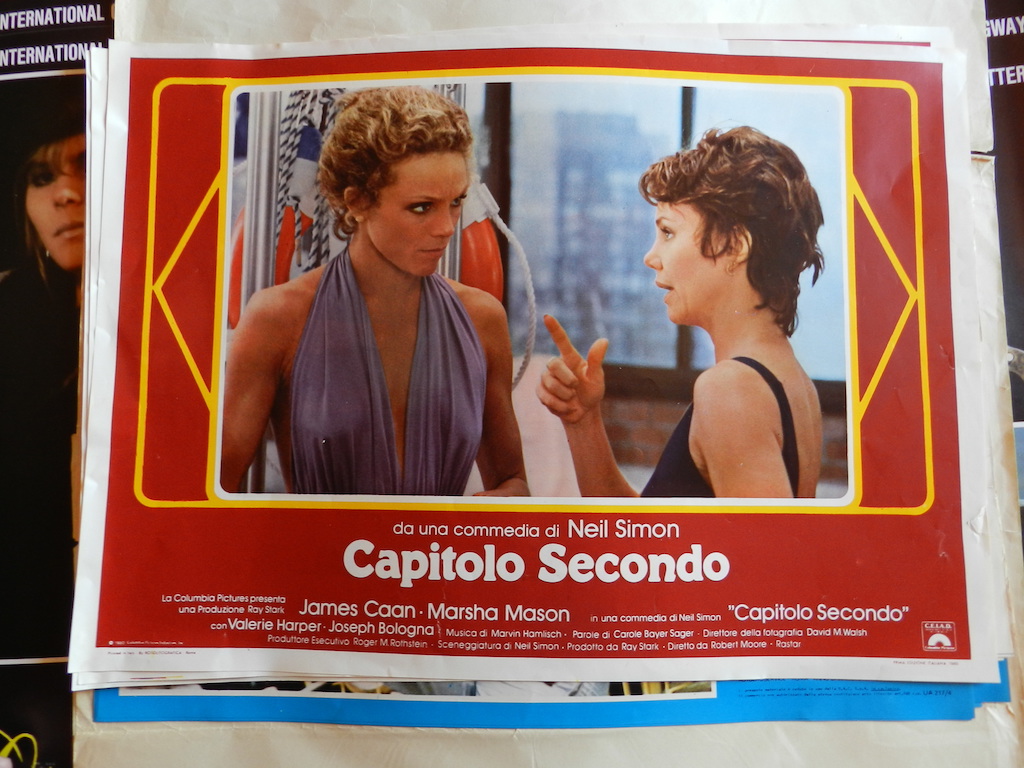 NTERNATIONAL
NTERNATIONAL
GWAY
TTER
da una commedia di Neil Simon
Capitolo Secondo
La Columbia Pictures presenta
una Produzione Ray Stark James Caan · Marsha Mason in una commedia di Neil Simon "Capitolo Secondo"
con Valerie Harper · Joseph Bologna Musica di Marvin Hamlisch · Parole di Carole Bayer Sager · Direttore della fotografia David M. Walsh
Produttore Esecutivo Roger M. Rothstein · Sceneggiatura di Neil Simon · Prodotto da Ray Stark · Diretto da Robert Moore · Rastar
C.E.I.A.D.